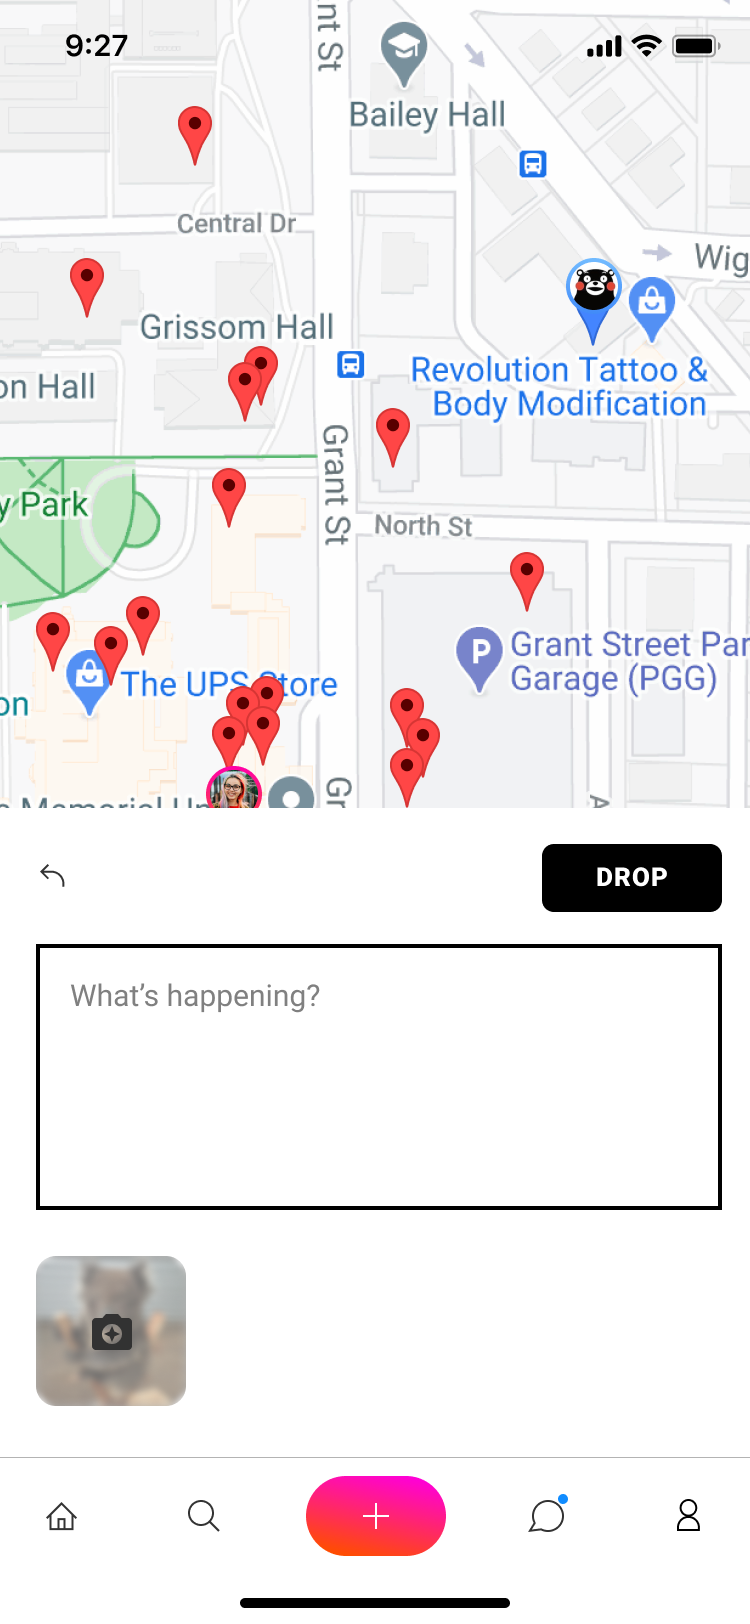 9:27
nt St
Bailey Hall
Central Dr
Wig
Grissom Hall
on Hall
Revolution Tattoo &
Body Modification
Grant St
y Park
North St
Grant Street Par
Garage (PGG)
The UPS Store
on
Memorial Un
Gr
A
DROP
What's happening?